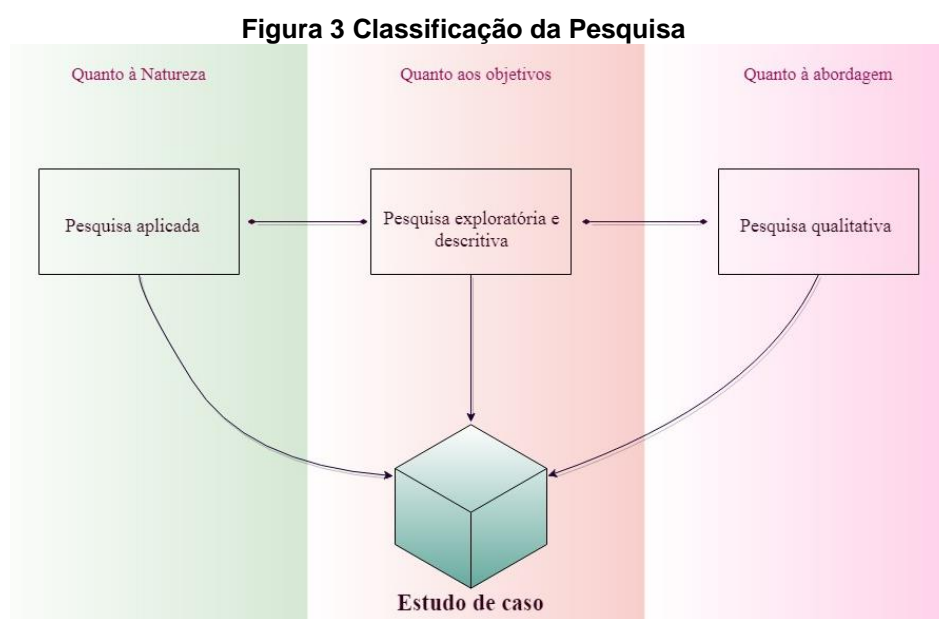 Figura 3 Classificação da Pesquisa
Quanto à Natureza
Quanto aos objetivos
Quanto à abordagem
Pesquisa aplicada
Pesquisa exploratória e
descritiva
Pesquisa qualitativa
Estudo de caso